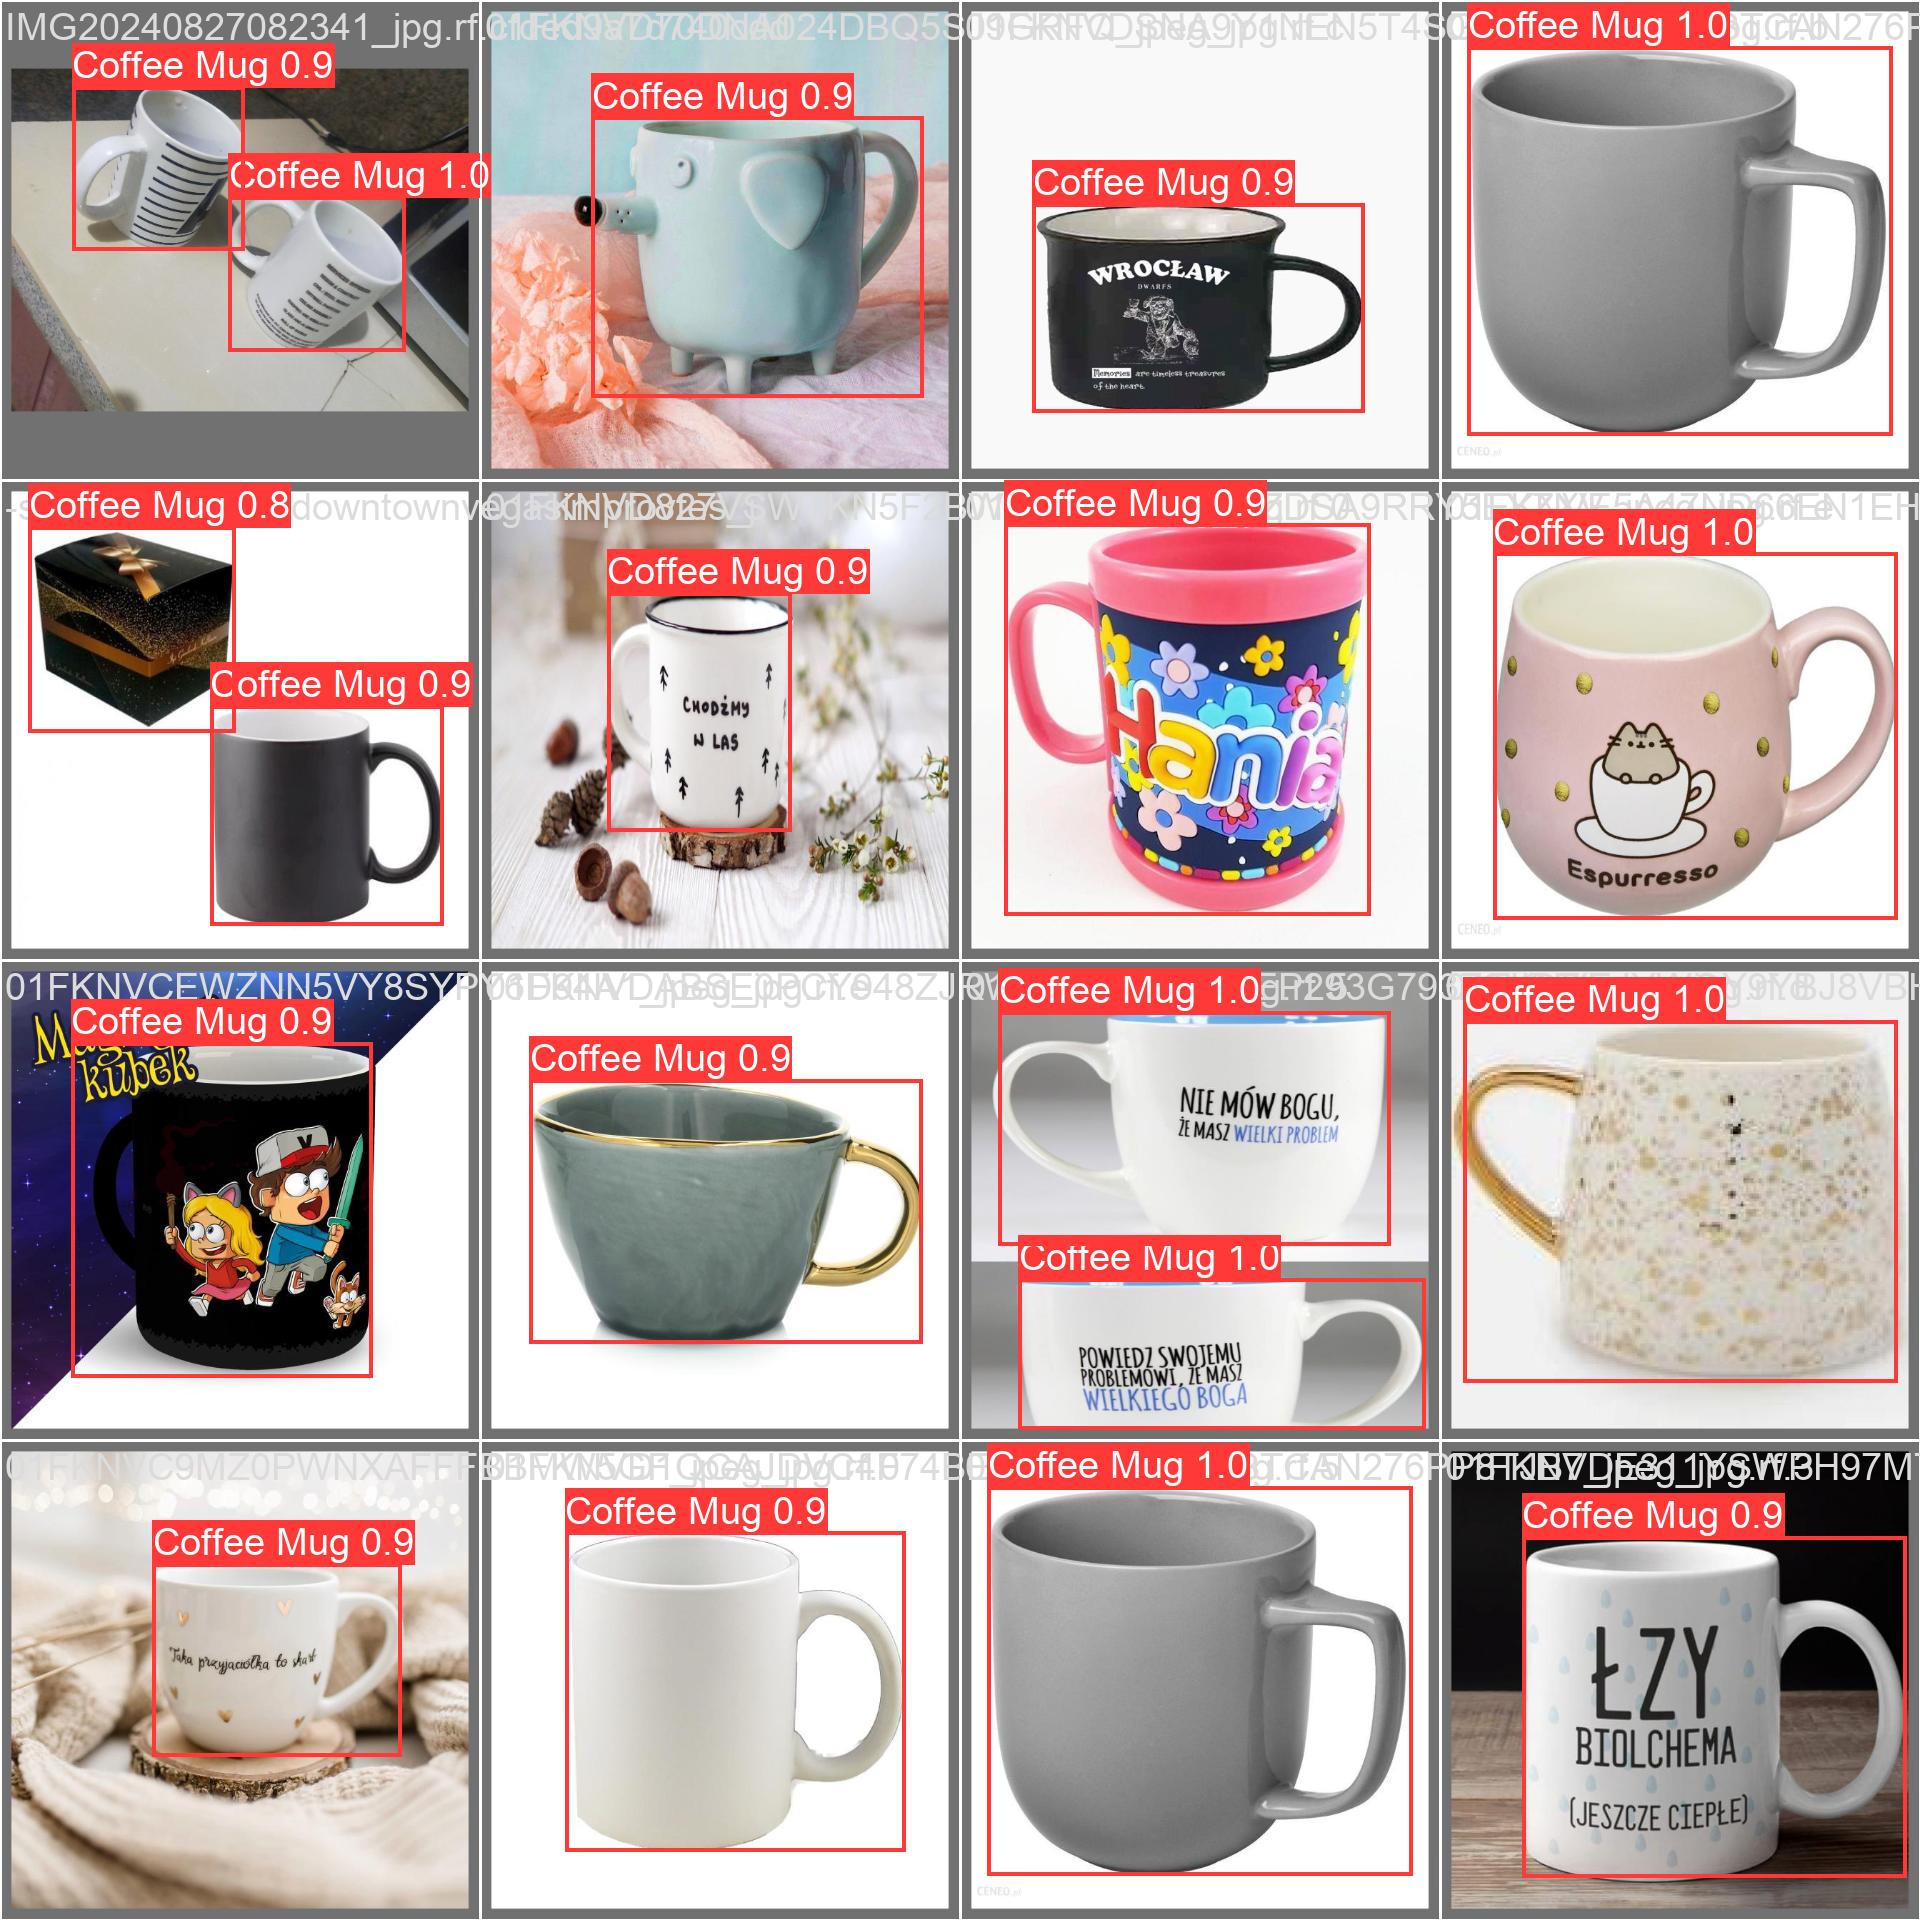 IMG20240827082341_jpg.rf.
Coffee Mug 0.9
Coffee Mug 1.0
Coffee Mug 0.9
Coffee Mug 0.9
WROCŁAW
DWARFS
Memories are timeless treasures
of the heart.
Coffee Mug 1.0
CENEO.pl
Coffee Mug 0.8
Coffee Mug 0.9
Coffee Mug 0.9
CHODŹMY
W LAS
Coffee Mug 0.9
Hania
Coffee Mug 1.0
Espurresso
CENEO.pl
01FKNVCEWZNN5VY8SYPY
Coffee Mug 0.9
kubek
Coffee Mug 0.9
Coffee Mug 1.0
NIE MÓW BOGU,
ŻE MASZ WIELKI PROBLEM
Coffee Mug 1.0
POWIEDZ SWOJEMU
PROBLEMOWI, ŻE MASZ
WIELKIEGO BOGA
Coffee Mug 1.0
Coffee Mug 0.9
"Taka przyjaciółka to skarb
Coffee Mug 0.9
Coffee Mug 1.0
CENEO.pl
Coffee Mug 0.9
ŁZY
BIOLCHEMA
(JESZCZE CIEPŁE)